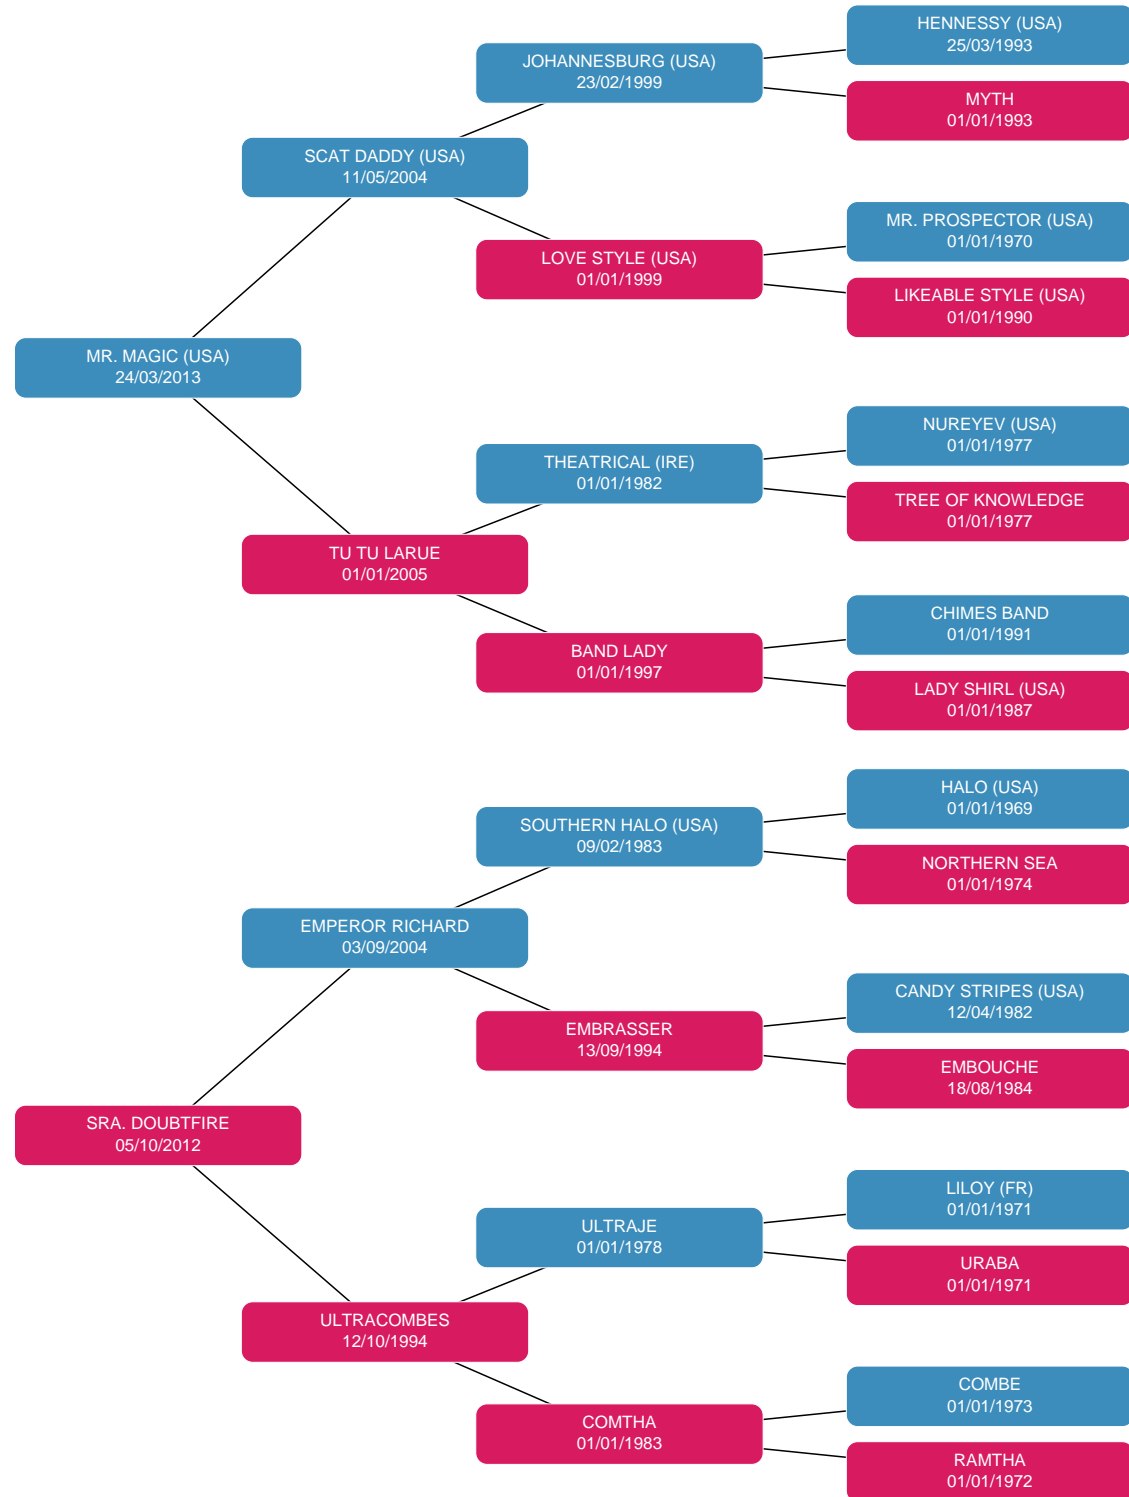 HENNESSY (USA)
25/03/1993
JOHANNESBURG (USA)
23/02/1999
MYTH
01/01/1993
SCAT DADDY (USA)
11/05/2004
MR. PROSPECTOR (USA)
01/01/1970
LOVE STYLE (USA)
01/01/1999
LIKEABLE STYLE (USA)
01/01/1990
MR. MAGIC (USA)
24/03/2013
NUREYEV (USA)
01/01/1977
THEATRICAL (IRE)
01/01/1982
TREE OF KNOWLEDGE
01/01/1977
TU TU LARUE
01/01/2005
CHIMES BAND
01/01/1991
BAND LADY
01/01/1997
LADY SHIRL (USA)
01/01/1987
HALO (USA)
01/01/1969
SOUTHERN HALO (USA)
09/02/1983
NORTHERN SEA
01/01/1974
EMPEROR RICHARD
03/09/2004
CANDY STRIPES (USA)
12/04/1982
EMBRASSER
13/09/1994
EMBOUCHE
18/08/1984
SRA. DOUBTFIRE
05/10/2012
LILOY (FR)
01/01/1971
ULTRAJE
01/01/1978
URABA
01/01/1971
ULTRACOMBES
12/10/1994
COMBE
01/01/1973
COMTHA
01/01/1983
RAMTHA
01/01/1972